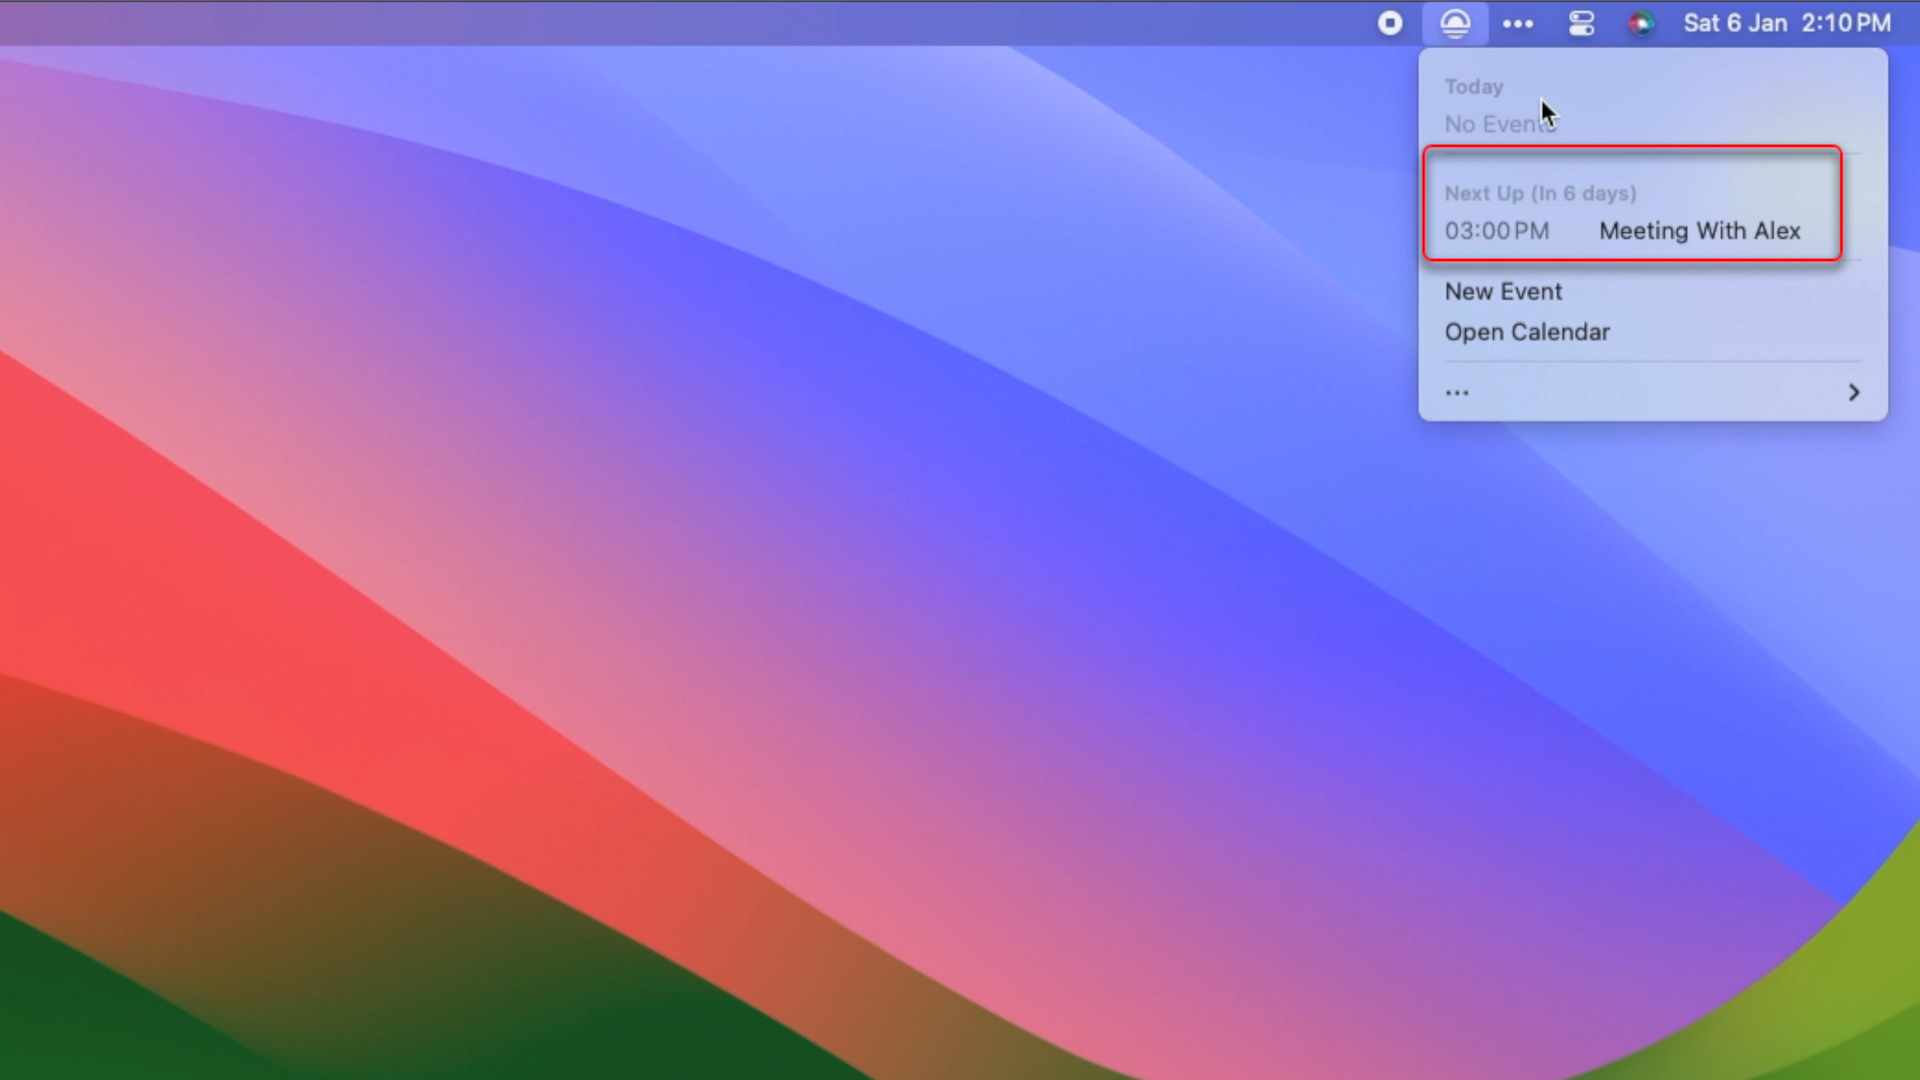 Sat 6 Jan 2:10 PM
Today
No Events
Next Up (In 6 days)
03:00 PM Meeting With Alex
New Event
Open Calendar
...